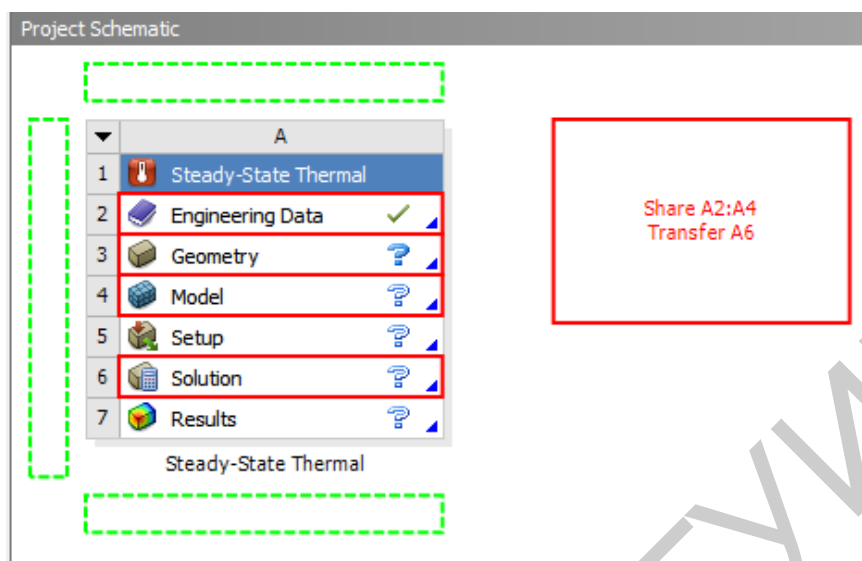 Project Schematic
A
1 Steady-State Thermal
2 Engineering Data
3 Geometry
4 Model
5 Setup
6 Solution
7 Results
Steady-State Thermal
Share A2:A4
Transfer A6